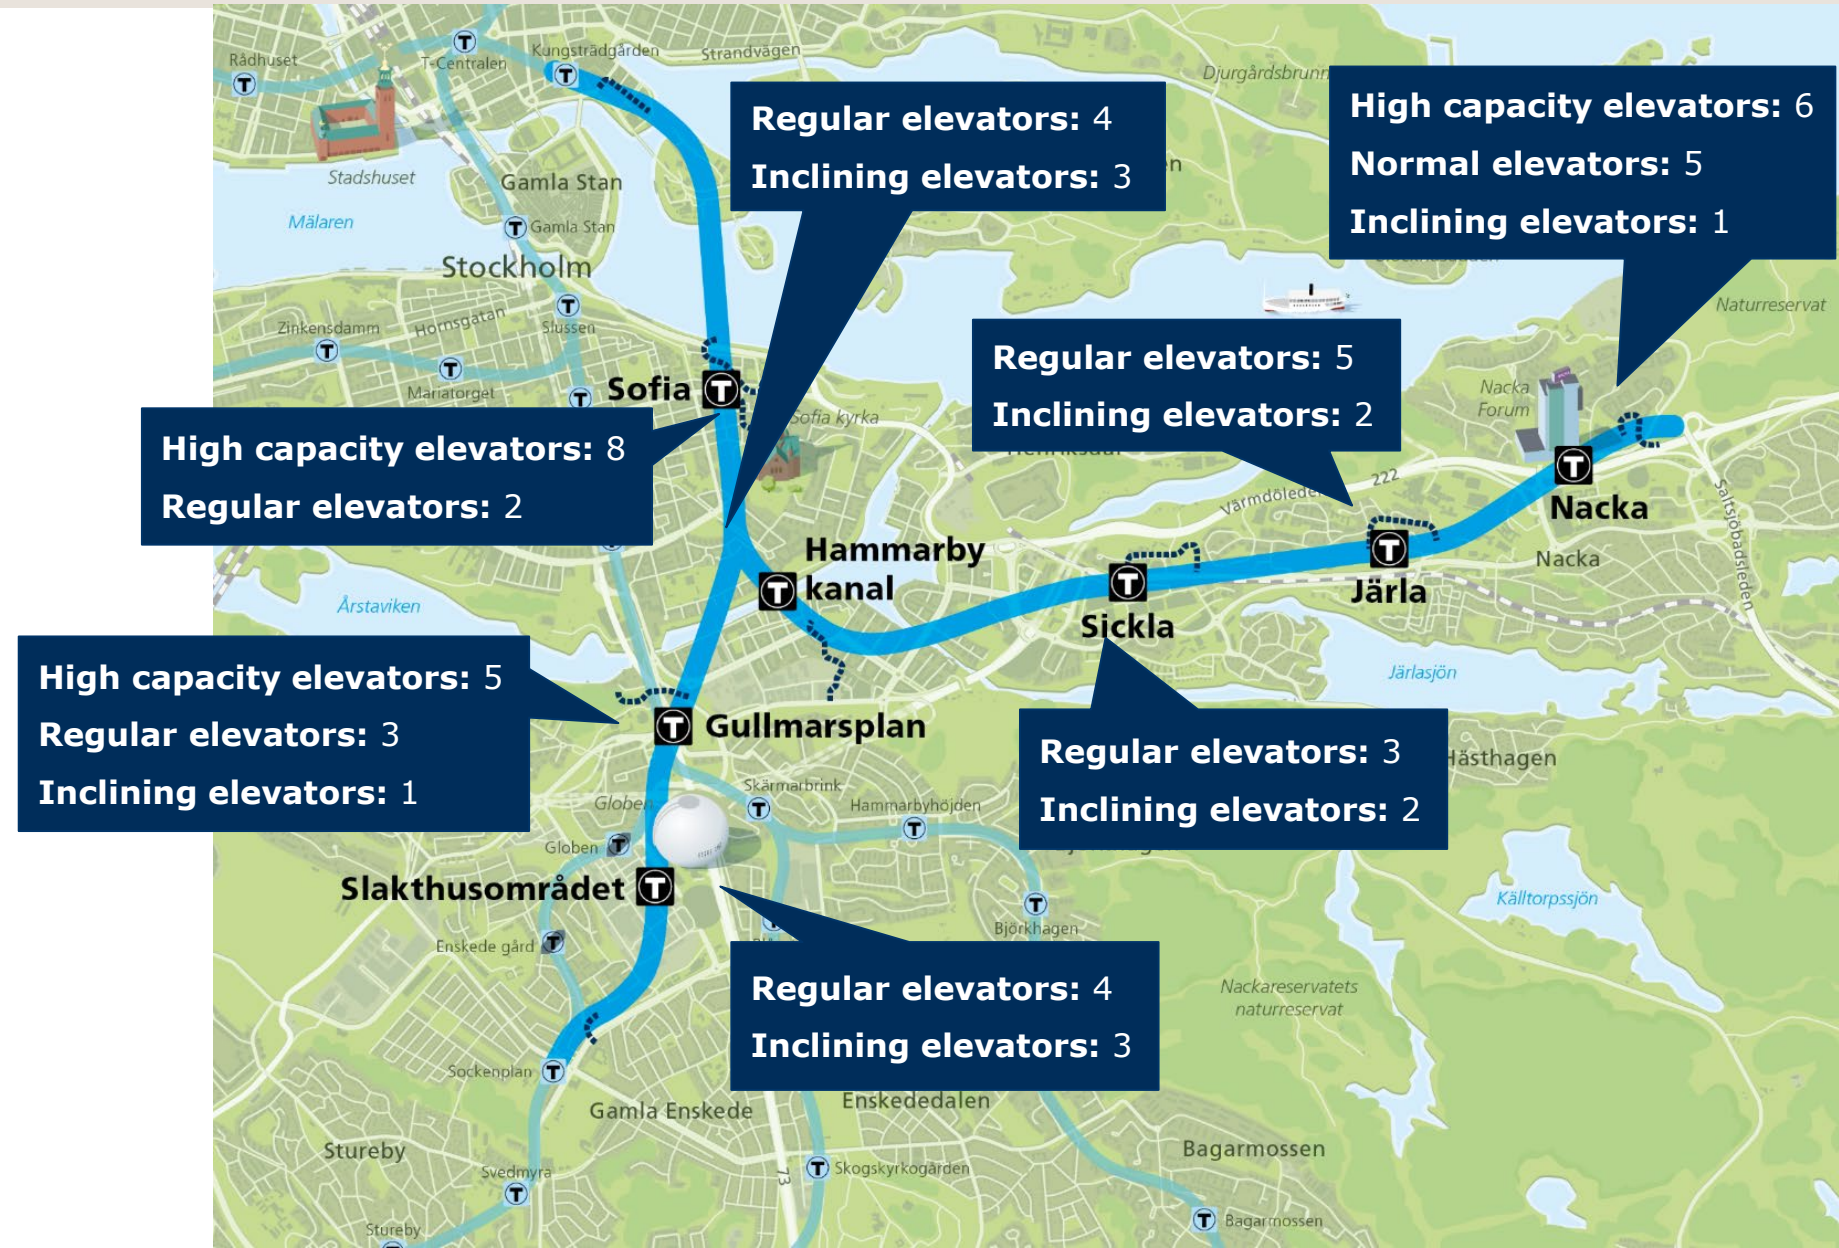 Rådhuset
T-Centralen
Kungsträdgården
Strandvägen
Djurgårdsbrunn
Stadshuset
Gamla Stan
Mälaren
Gamla Stan
Stockholm
Regular elevators: 4
Inclining elevators: 3
High capacity elevators: 6
Normal elevators: 5
Inclining elevators: 1
Naturreservat
Zinkensdamm
Hornsgatan
Slussen
Mariatorget
Sofia
Sofia kyrka
Regular elevators: 5
Inclining elevators: 2
Nacka
Forum
High capacity elevators: 8
Regular elevators: 2
Värmdöleden
222
Nacka
Saltsjöbadsleden
Hammarby
kanal
Sickla
Järla
Nacka
Årstaviken
Järlasjön
High capacity elevators: 5
Regular elevators: 3
Inclining elevators: 1
Gullmarsplan
Regular elevators: 3
Inclining elevators: 2
Hästhagen
Skärmarbrink
Hammarbyhöjden
Globen
Globen
Slakthusområdet
Enskede gård
Björkhagen
Källtorpssjön
Regular elevators: 4
Inclining elevators: 3
Nackareservatets
naturreservat
Sockenplan
Gamla Enskede
Enskededalen
Stureby
Svedmyra
73
Skogskyrkogården
Bagarmossen
Stureby
Bagarmossen